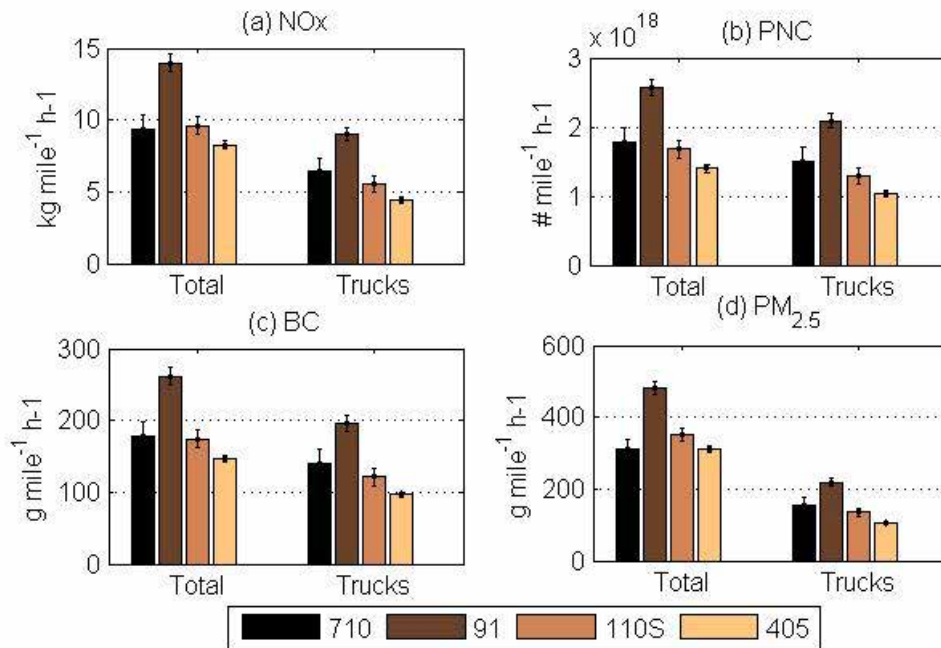 (a) NOx
15
10
5
0
kg mile⁻¹ h-1
Total Trucks
(b) PNC
x 10¹⁸
3
2
1
0
# mile⁻¹ h-1
Total Trucks
(c) BC
300
200
100
0
g mile⁻¹ h-1
Total Trucks
(d) PM₂.₅
600
400
200
0
g mile⁻¹ h-1
Total Trucks
710 91 110S 405